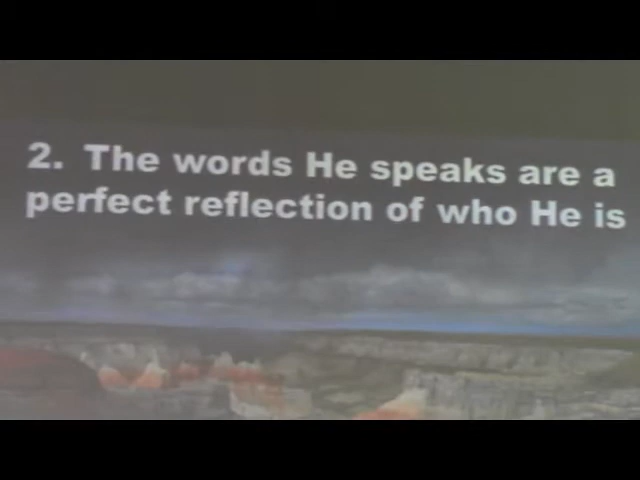 2. The words He speaks are a
perfect reflection of who He is